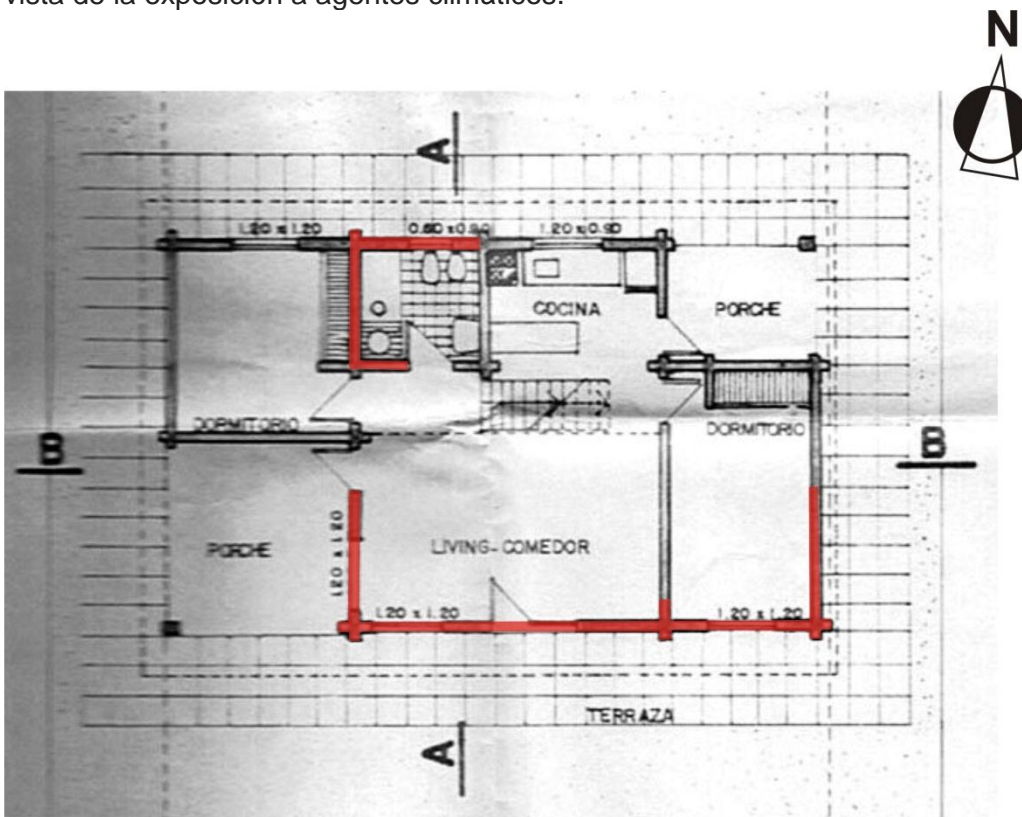 vista de la exposición a agentes climáticos.
N
A
1.20 x 1.20
0.60 x 0.90
1.20 x 0.90
COCINA
PORCHE
DORMITORIO
DORMITORIO
B
B
PORCHE
1.20 x 1.20
LIVING-COMEDOR
1.20 x 1.20
1.20 x 1.20
TERRAZA
A